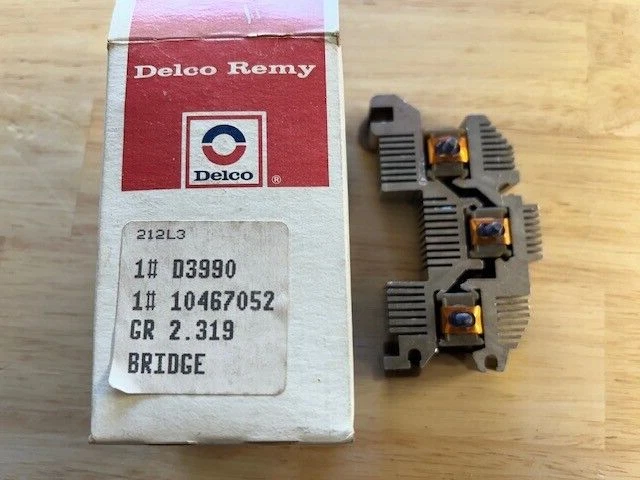 Delco Remy
Delco
®
212L3
1# D3990
1# 10467052
GR 2.319
BRIDGE